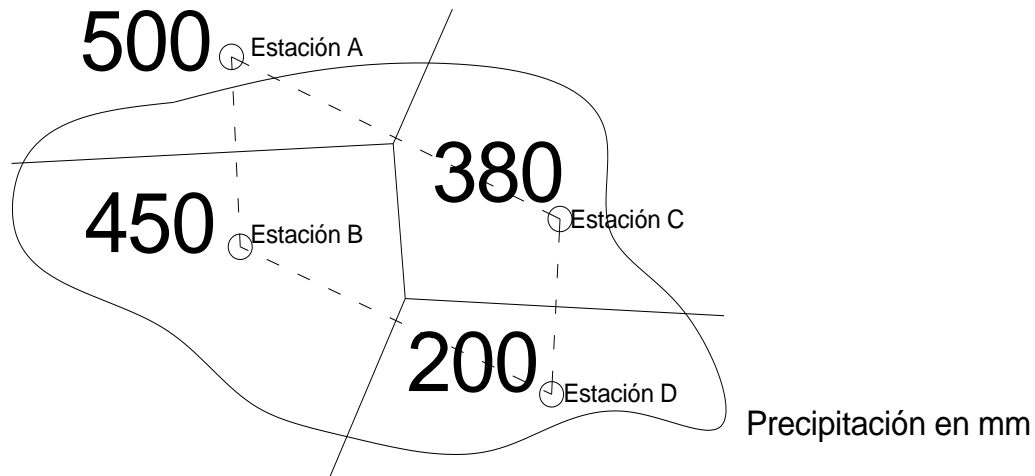 500
Estación A
380
450
Estación B
Estación C
200
Estación D
Precipitación en mm